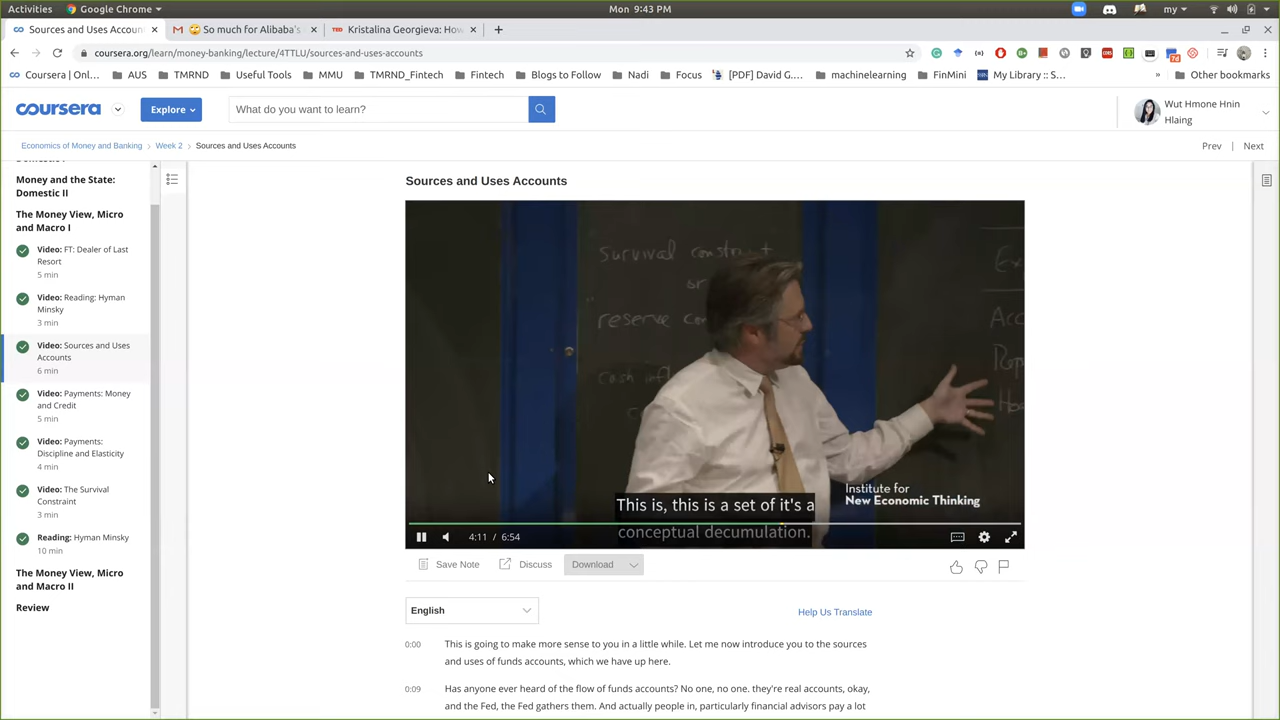 Activities
Google Chrome
Mon 9:43 PM
my
Sources and Uses Accoun
So much for Alibaba's
TED
Kristalina Georgieva: How
coursera.org/learn/money-banking/lecture/4TTLU/sources-and-uses-accounts
Coursera | Onl...
AUS
TMRND
Useful Tools
MMU
TMRND_Fintech
Fintech
Blogs to Follow
Nadi
Focus
[PDF] David G....
machinelearning
FinMini
My Library :: S...
»
Other bookmarks
coursera
Explore
What do you want to learn?
Wut Hmone Hnin
Hlaing
Economics of Money and Banking
Week 2
Sources and Uses Accounts
Prev
Next
Money and the State:
Domestic II
The Money View, Micro
and Macro I
Video: FT: Dealer of Last
Resort
5 min
Video: Reading: Hyman
Minsky
3 min
Video: Sources and Uses
Accounts
6 min
Video: Payments: Money
and Credit
5 min
Video: Payments:
Discipline and Elasticity
4 min
Video: The Survival
Constraint
3 min
Reading: Hyman Minsky
10 min
The Money View, Micro
and Macro II
Review
Sources and Uses Accounts
survival constraint
or
reserve
cash
This is, this is a set of it's a
conceptual decumulation.
Institute for
New Economic Thinking
4:11 / 6:54
Save Note
Discuss
Download
English
Help Us Translate
0:00
This is going to make more sense to you in a little while. Let me now introduce you to the sources
and uses of funds accounts, which we have up here.
0:09
Has anyone ever heard of the flow of funds accounts? No one, no one. they're real accounts, okay,
and the Fed, the Fed gathers them. And actually people in, particularly financial advisors pay a lot